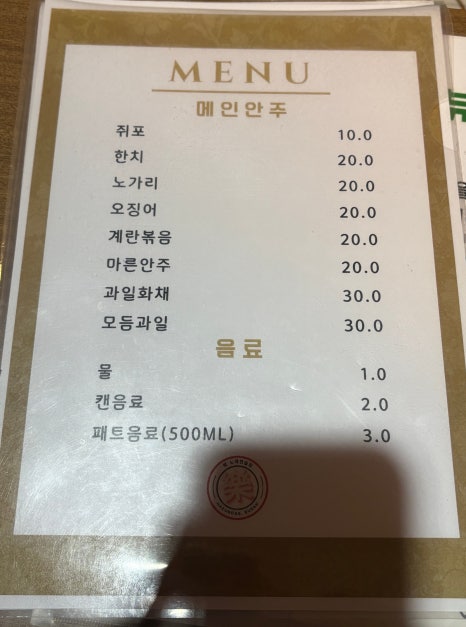 MENU
메인안주
쥐포 10.0
한치 20.0
노가리 20.0
오징어 20.0
계란볶음 20.0
마른안주 20.0
과일화채 30.0
모듬과일 30.0
음료
물 1.0
캔음료 2.0
패트음료(500ML) 3.0
樂